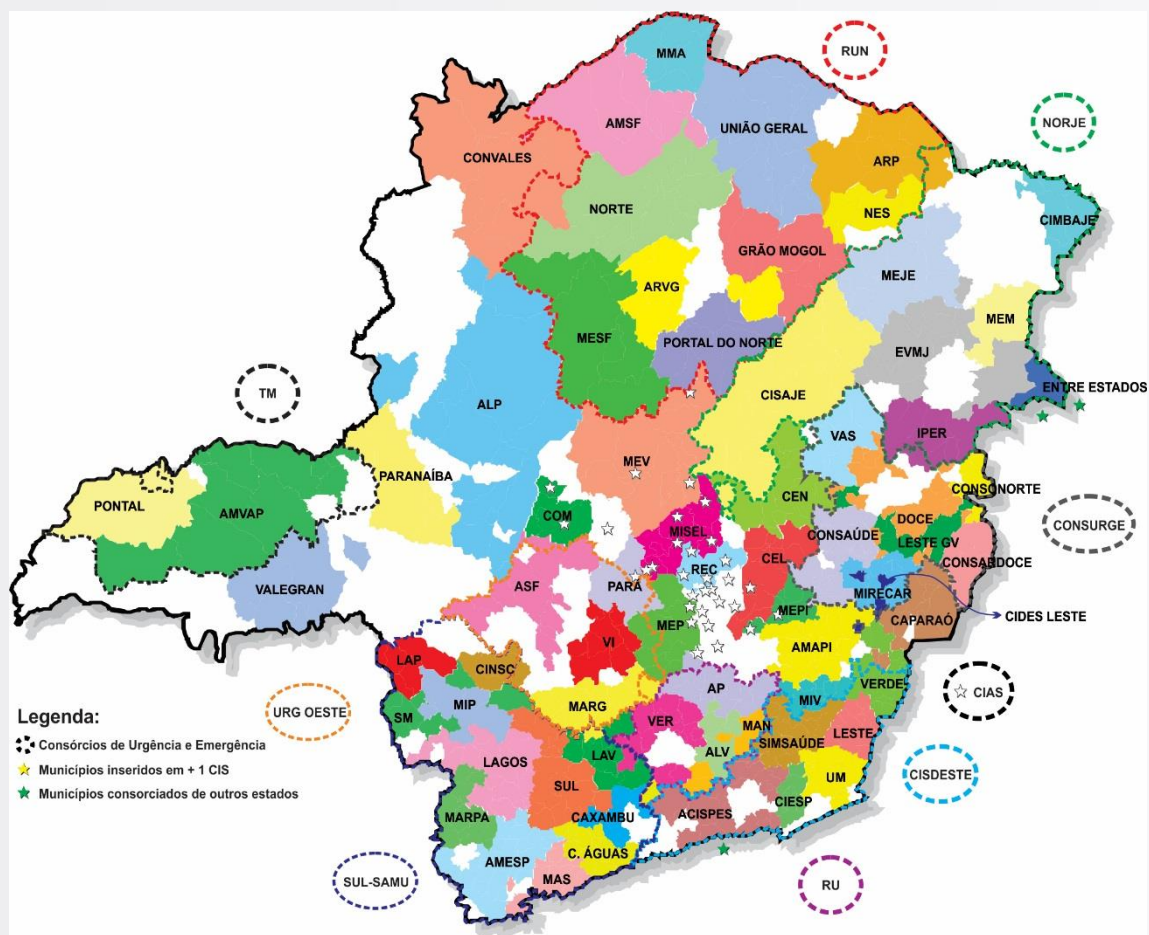 RUN
NORJE
TM
CONSURGE
CIDES LESTE
CIAS
URG OESTE
CISDESTE
SUL-SAMU
RU
MMA
AMSF
UNIÃO GERAL
CONVALES
ARP
NORTE
NES
CIMBAJE
GRÃO MOGOL
MEJE
ARVG
MEM
MESF
PORTAL DO NORTE
EVMJ
CISAJE
ENTRE ESTADOS
ALP
VAS
IPER
MEV
PARANAÍBA
CEN
CONSONORTE
PONTAL
AMVAP
COM
MISEL
DOCE
CONSAÚDE
LESTE GV
CONSARDOCE
REC
CEL
VALEGRAN
ASF
PARÁ
MIRECAR
MEPI
CAPARAÓ
MEP
VI
AMAPI
LAP
CINSC
VERDE
AP
MIV
MARG
SM
MIP
VER
MAN
SIMSAÚDE
LESTE
ALV
LAV
LAGOS
SUL
UM
CIESP
MARPA
CAXAMBU
ACISPES
AMESP
C. ÁGUAS
MAS
Legenda:
Consórcios de Urgência e Emergência
Municípios inseridos em + 1 CIS
Municípios consorciados de outros estados